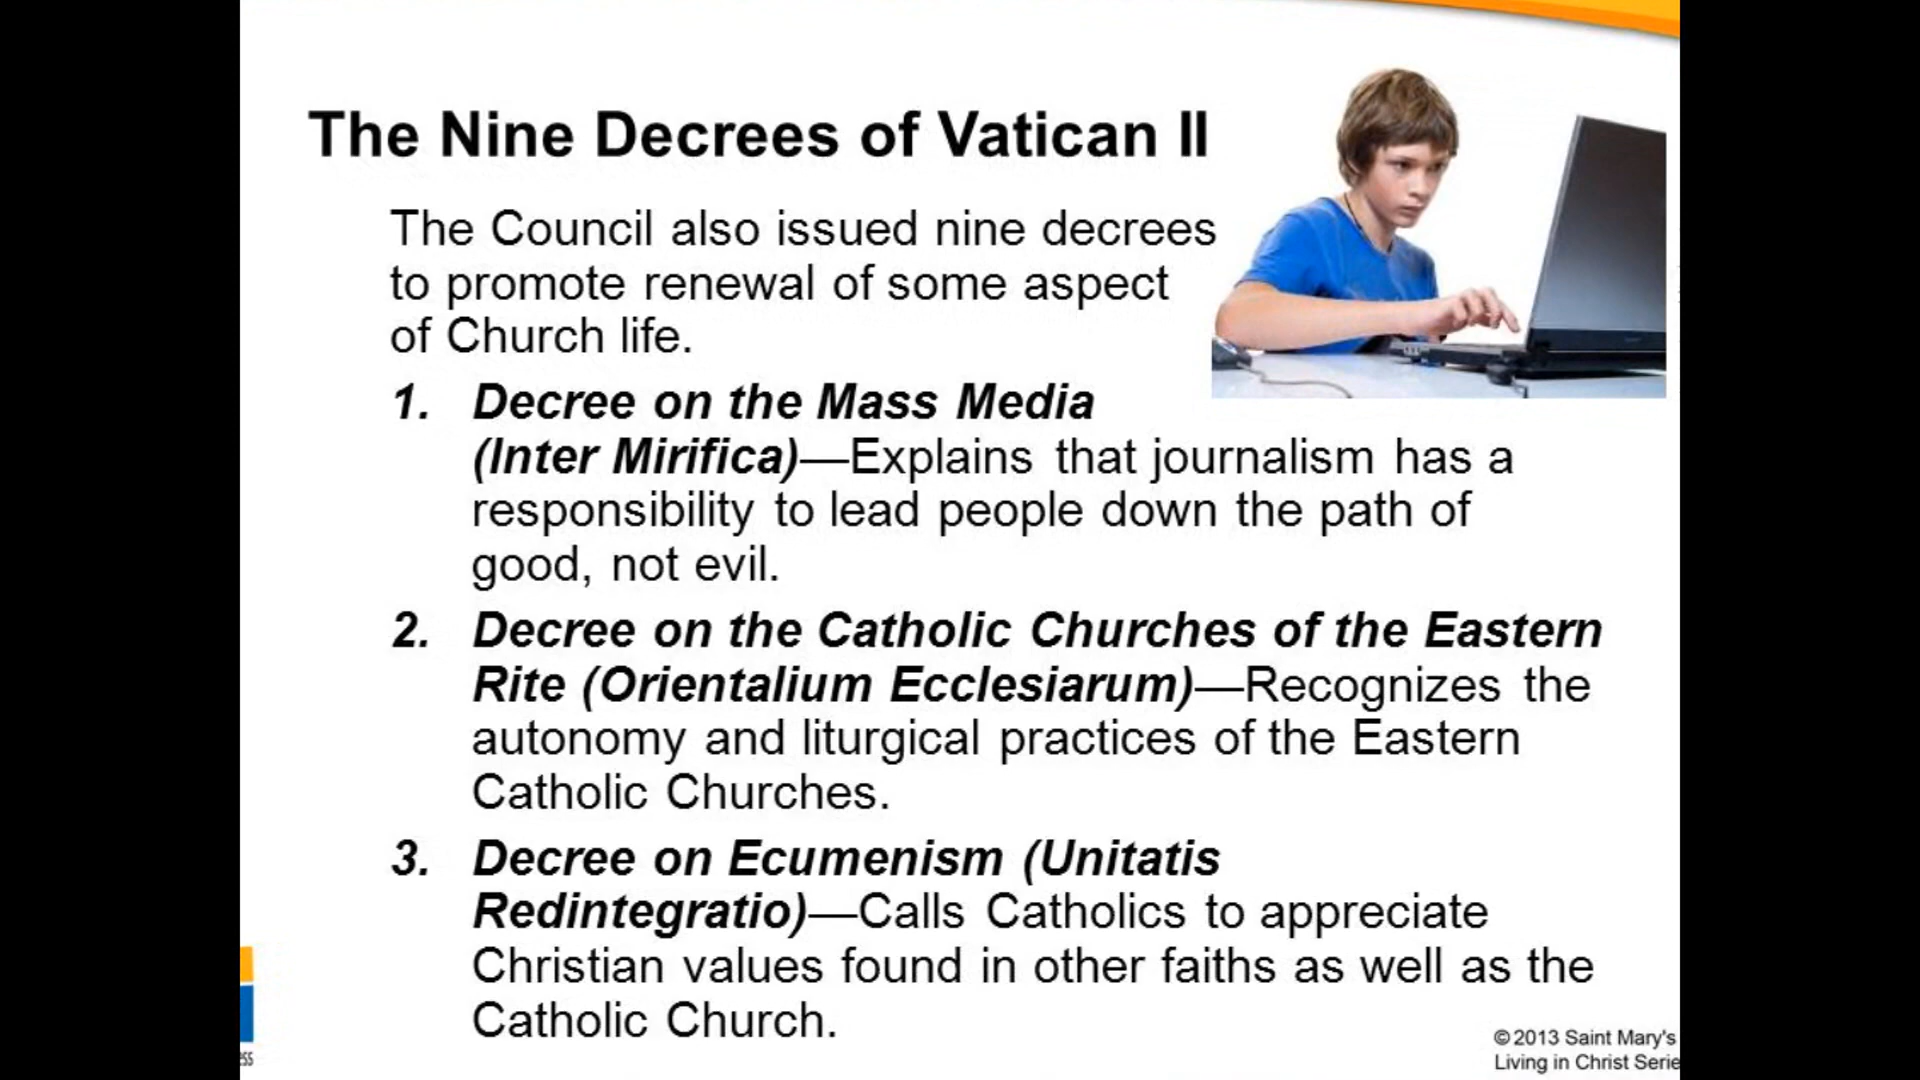 The Nine Decrees of Vatican II
The Council also issued nine decrees
to promote renewal of some aspect
of Church life.
1. Decree on the Mass Media
(Inter Mirifica)—Explains that journalism has a
responsibility to lead people down the path of
good, not evil.
2. Decree on the Catholic Churches of the Eastern
Rite (Orientalium Ecclesiarum)—Recognizes the
autonomy and liturgical practices of the Eastern
Catholic Churches.
3. Decree on Ecumenism (Unitatis
Redintegratio)—Calls Catholics to appreciate
Christian values found in other faiths as well as the
Catholic Church.
© 2013 Saint Mary's
Living in Christ Serie